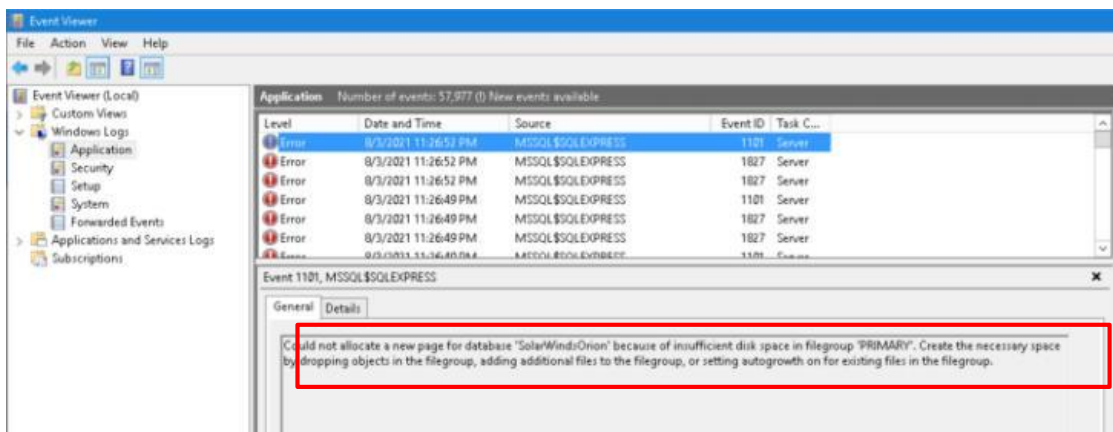 Event Viewer
File Action View Help
Event Viewer (Local)
Custom Views
Windows Logs
Application
Security
Setup
System
Forwarded Events
Applications and Services Logs
Subscriptions
Application Number of events: 57,977 (!) New events available
Level Date and Time Source Event ID Task C...
Error 8/3/2021 11:26:52 PM MSSQL$SQLEXPRESS 1101 Server
Error 8/3/2021 11:26:52 PM MSSQL$SQLEXPRESS 1827 Server
Error 8/3/2021 11:26:52 PM MSSQL$SQLEXPRESS 1827 Server
Error 8/3/2021 11:26:49 PM MSSQL$SQLEXPRESS 1101 Server
Error 8/3/2021 11:26:49 PM MSSQL$SQLEXPRESS 1827 Server
Error 8/3/2021 11:26:49 PM MSSQL$SQLEXPRESS 1827 Server
Event 1101, MSSQL$SQLEXPRESS
General Details
Could not allocate a new page for database 'SolarWindsOrion' because of insufficient disk space in filegroup 'PRIMARY'. Create the necessary space
by dropping objects in the filegroup, adding additional files to the filegroup, or setting autogrowth on for existing files in the filegroup.